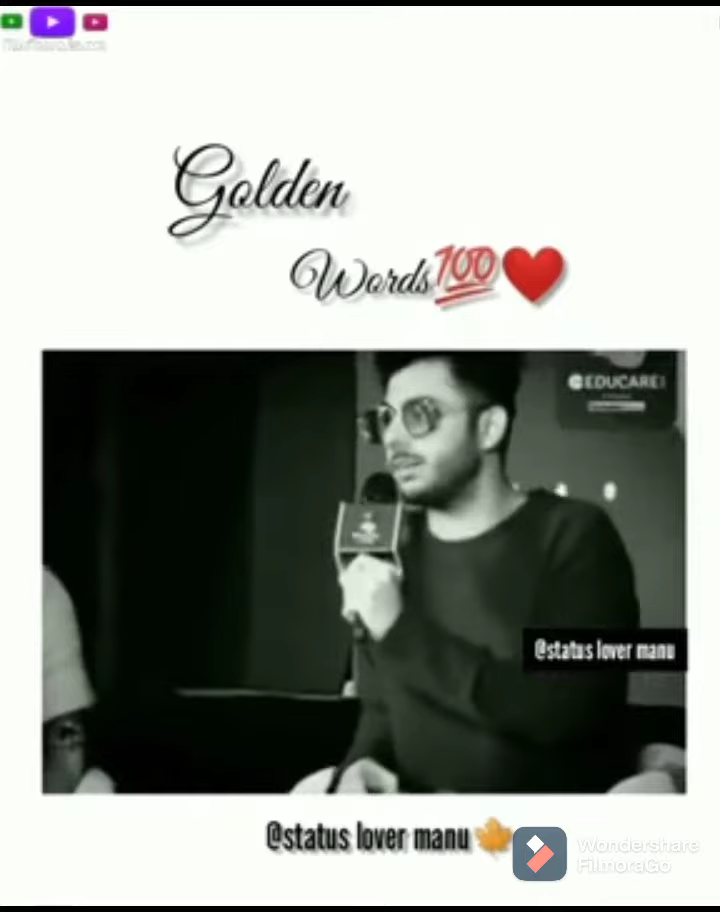 Golden
Words💯❤️
EDUCARE
@status lover manu
@status lover manu 🍁
Wondershare
FilmoraGo